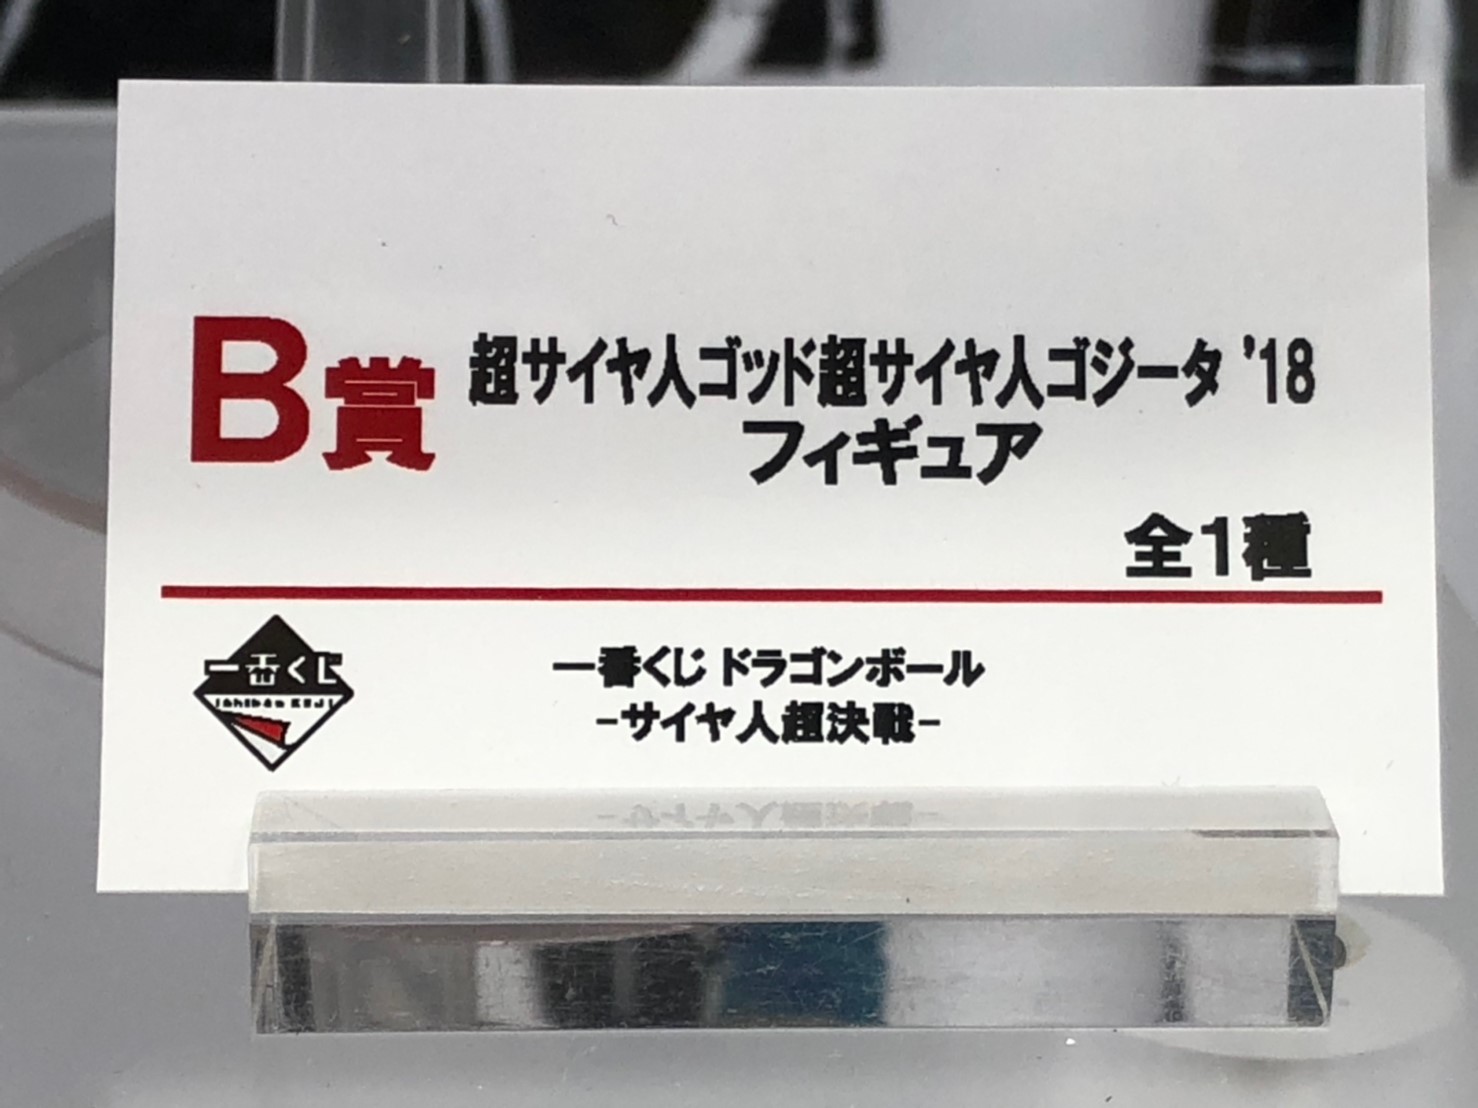 B賞
超サイヤ人ゴッド超サイヤ人ゴジータ '18
フィギュア
全1種
一番くじ
Ichiban KUJI
一番くじ ドラゴンボール
-サイヤ人超決戦-